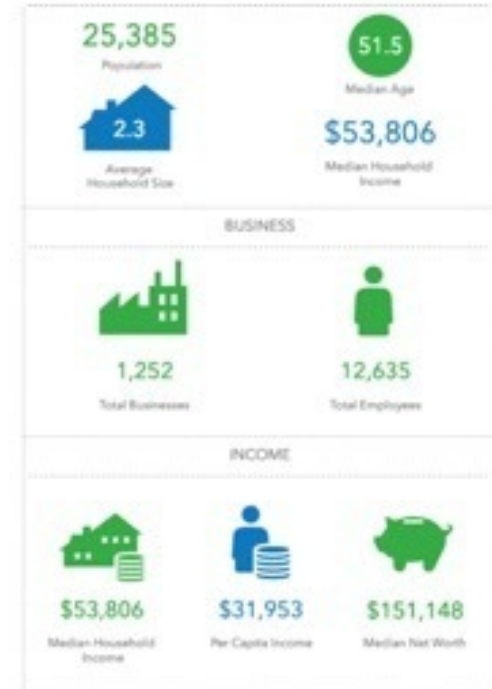 25,385
Population
51.5
Median Age
2.3
Average
Household Size
$53,806
Median Household
Income
BUSINESS
1,252
Total Businesses
12,635
Total Employees
INCOME
$53,806
Median Household
Income
$31,953
Per Capita Income
$151,148
Median Net Worth